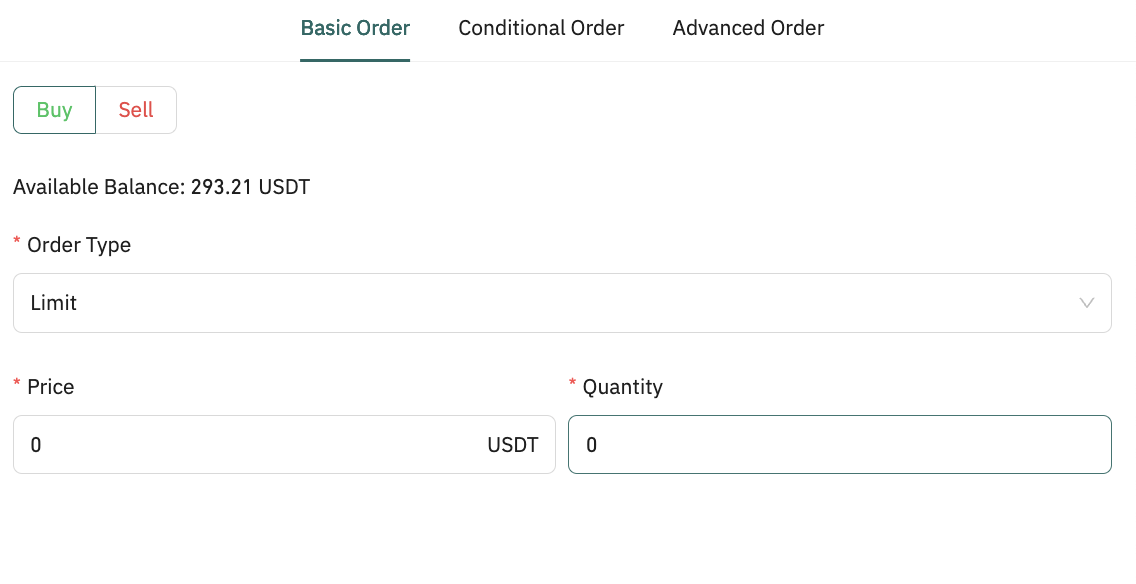 Basic Order Conditional Order Advanced Order
Buy Sell
Available Balance: 293.21 USDT
* Order Type
Limit
* Price * Quantity
0 USDT 0